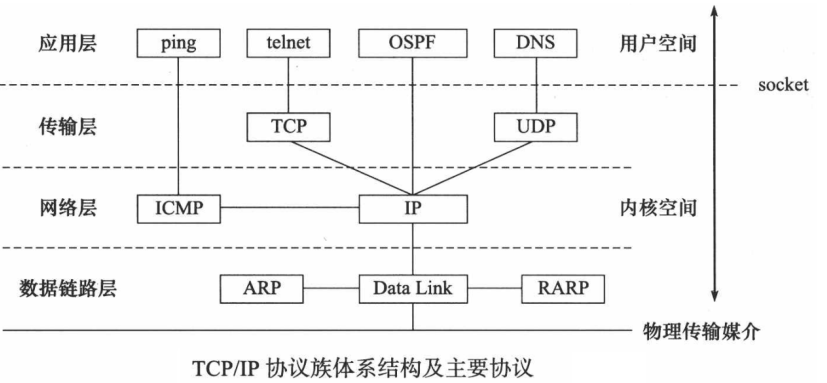 应用层 ping telnet OSPF DNS 用户空间
socket
传输层 TCP UDP
网络层 ICMP IP 内核空间
数据链路层 ARP Data Link RARP
物理传输媒介
TCP/IP 协议族体系结构及主要协议